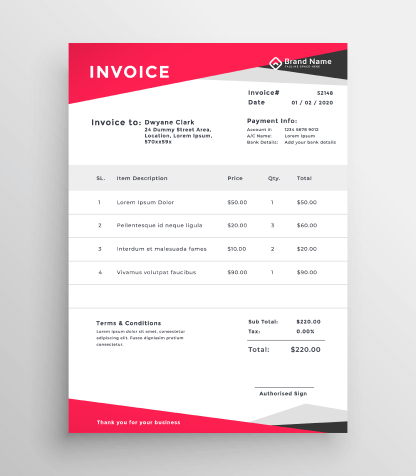 INVOICE
Brand Name
TAGLINE SPACE HERE
Invoice# 52148
Date 01 / 02 / 2020
Invoice to: Dwyane Clark
24 Dummy Street Area,
Location, Lorem Ipsum,
570xx59x
Payment Info:
Account #: 1234 5678 9012
A/C Name: Lorem Ipsum
Bank Details: Add your bank details
SL. Item Description Price Qty. Total
1 Lorem Ipsum Dolor $50.00 1 $50.00
2 Pellentesque id neque ligula $20.00 3 $60.00
3 Interdum et malesuada fames $10.00 2 $20.00
4 Vivamus volutpat faucibus $90.00 1 $90.00
Terms & Conditions
Lorem ipsum dolor sit amet, consectetur
adipiscing elit. Fusce dignissim pretium
consectetur.
Sub Total: $220.00
Tax: 0.00%
Total: $220.00
Authorised Sign
Thank you for your business